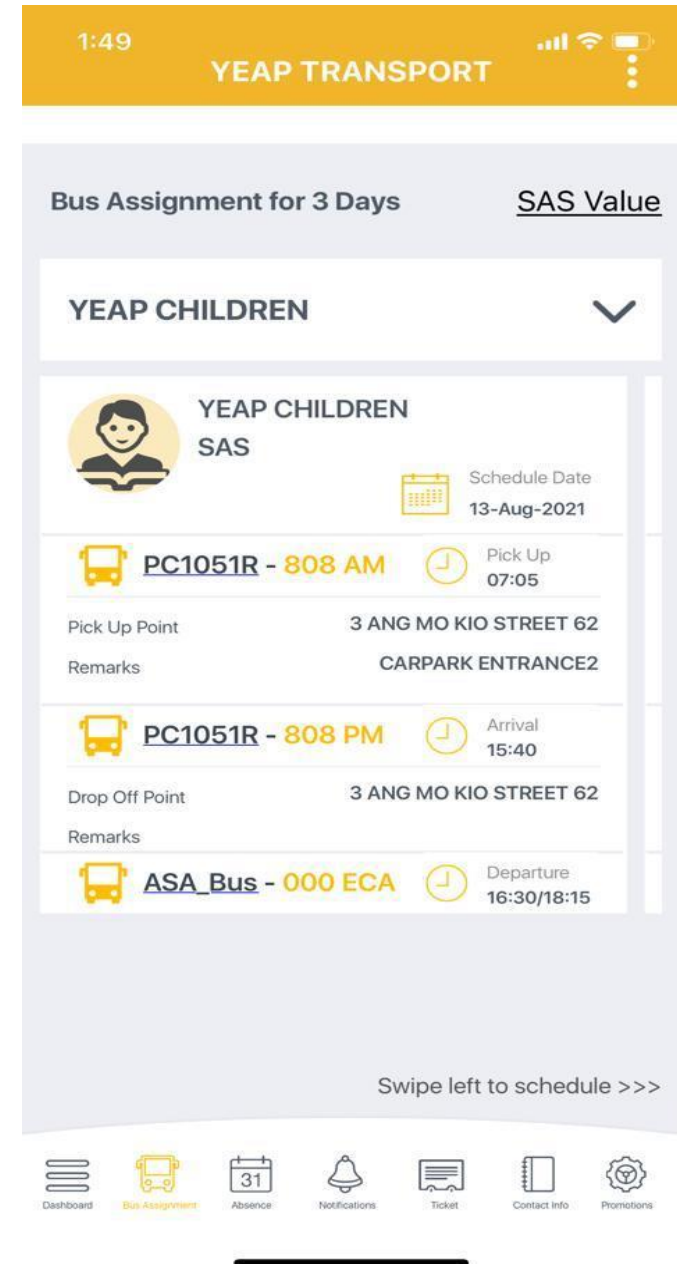 1:49
YEAP TRANSPORT
Bus Assignment for 3 Days SAS Value
YEAP CHILDREN
YEAP CHILDREN
SAS
Schedule Date
13-Aug-2021
PC1051R - 808 AM Pick Up
07:05
Pick Up Point 3 ANG MO KIO STREET 62
Remarks CARPARK ENTRANCE2
PC1051R - 808 PM Arrival
15:40
Drop Off Point 3 ANG MO KIO STREET 62
Remarks
ASA_Bus - 000 ECA Departure
16:30/18:15
Swipe left to schedule >>>
31
Dashboard Bus Assignment Absence Notifications Ticket Contact Info Promotions